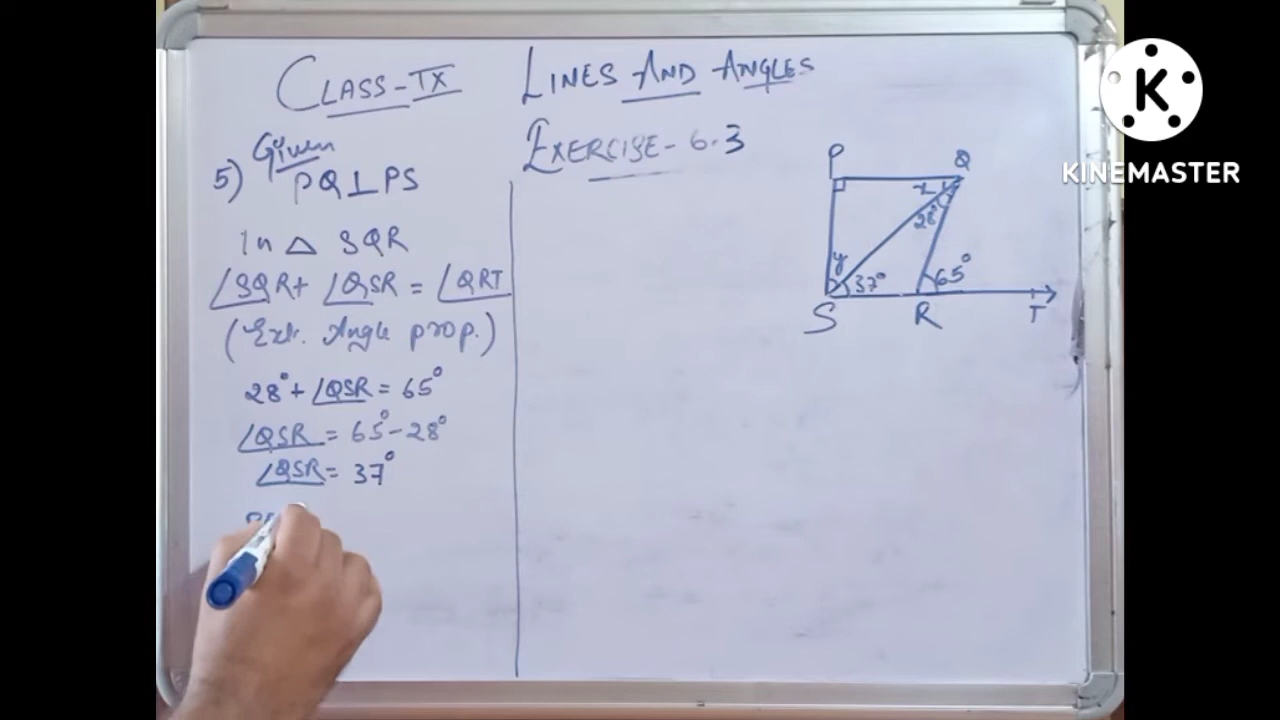 CLASS-IX
LINES AND ANGLES
EXERCISE-6.3
5) Given
PQ⊥PS
In △ SQR
∠SQR+ ∠QSR = ∠QRT
(Ext. Angle prop.)
28°+ ∠QSR = 65°
∠QSR = 65°-28°
∠QSR = 37°
P
Q
x
28°
y
37°
65°
S
R
T
K
KINEMASTER